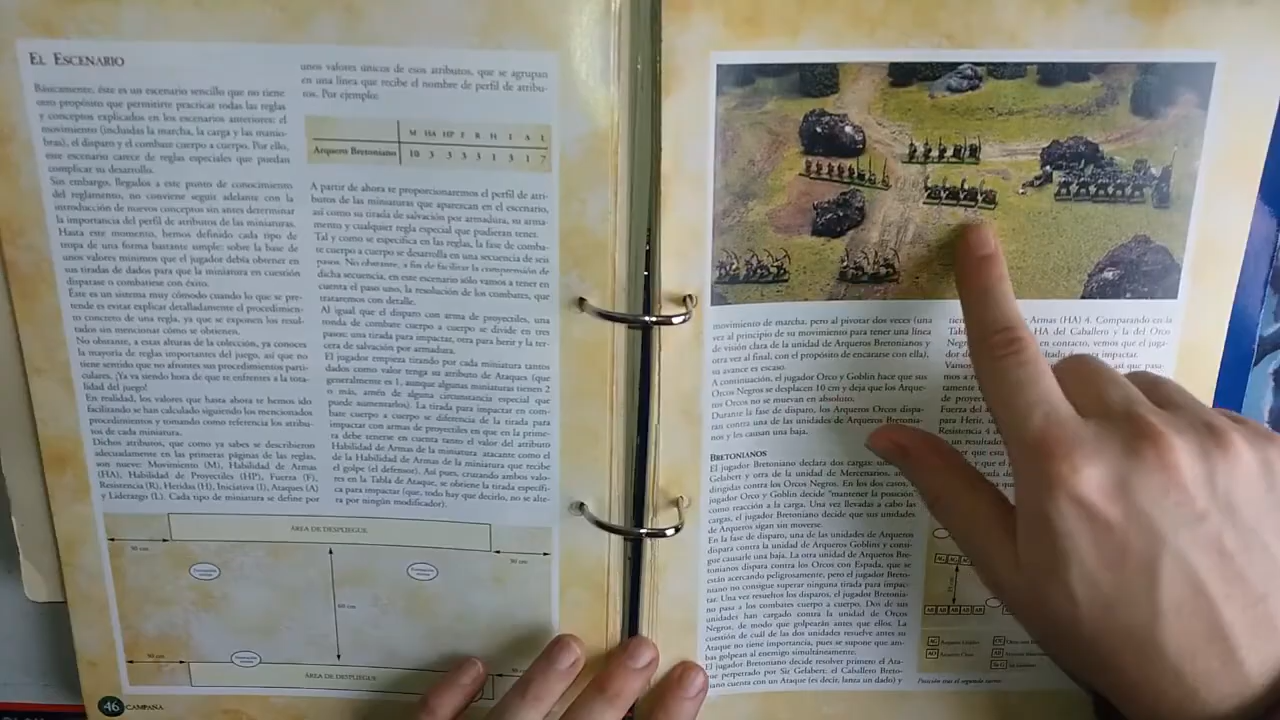 EL ESCENARIO
Básicamente, éste es un escenario sencillo que no tiene
otro propósito que permitirte practicar todas las reglas
y conceptos explicados en los escenarios anteriores: el
movimiento (incluidas la marcha, la carga y las manio-
bras), el disparo y el combate cuerpo a cuerpo. Por ello,
este escenario carece de reglas especiales que puedan
complicar su desarrollo.
Sin embargo, llegados a este punto de conocimiento
del reglamento, no conviene seguir adelante con la
introducción de nuevos conceptos sin antes determinar
la importancia del perfil de atributos de las miniaturas.
Hasta este momento, hemos definido cada tipo de
tropa de una forma bastante simple: sobre la base de
unos valores mínimos que el jugador debía obtener en
sus tiradas de dados para que la miniatura en cuestión
disparase o combatiese con éxito.
Éste es un sistema muy cómodo cuando lo que se pre-
tende es evitar explicar detalladamente el procedimien-
to concreto de una regla, ya que se exponen los resul-
tados sin mencionar cómo se obtienen.
No obstante, a estas alturas de la colección, ya conoces
la mayoría de reglas importantes del juego, así que no
tiene sentido que no afrontes sus procedimientos parti-
culares. ¡Ya va siendo hora de que te enfrentes a la tota-
lidad del juego!
En realidad, los valores que hasta ahora te hemos ido
facilitando se han calculado siguiendo los mencionados
procedimientos y tomando como referencia los atribu-
tos de cada miniatura.
Dichos atributos, que como ya sabes se describieron
adecuadamente en las primeras páginas de las reglas,
son nueve: Movimiento (M), Habilidad de Armas
(HA), Habilidad de Proyectiles (HP), Fuerza (F),
Resistencia (R), Heridas (H), Iniciativa (I), Ataques (A)
y Liderazgo (L). Cada tipo de miniatura se define por
unos valores únicos de esos atributos, que se agrupan
en una línea que recibe el nombre de perfil de atribu-
tos. Por ejemplo:
M HA HP F R H I A L
Arquero Bretoniano 10 3 3 3 3 1 3 1 7
A partir de ahora te proporcionaremos el perfil de atri-
butos de las miniaturas que aparezcan en el escenario,
así como su tirada de salvación por armadura, su arma-
mento y cualquier regla especial que pudieran tener.
Tal y como se especifica en las reglas, la fase de comba-
te cuerpo a cuerpo se desarrolla en una secuencia de seis
pasos. No obstante, a fin de facilitar la comprensión de
dicha secuencia, en este escenario sólo vamos a tener en
cuenta el paso uno, la resolución de los combates, que
trataremos con detalle.
Al igual que el disparo con arma de proyectiles, una
ronda de combate cuerpo a cuerpo se divide en tres
pasos: una tirada para impactar, otra para herir y la ter-
cera de salvación por armadura.
El jugador empieza tirando por cada miniatura tantos
dados como valor tenga su atributo de Ataques (que
generalmente es 1, aunque algunas miniaturas tienen 2
o más, amén de alguna circunstancia especial que
puede aumentarlos). La tirada para impactar en com-
bate cuerpo a cuerpo se diferencia de la tirada para
impactar con armas de proyectiles en que en la prime-
ra debe tenerse en cuenta tanto el valor del atributo
Habilidad de Armas de la miniatura atacante como el
de la Habilidad de Armas de la miniatura que recibe
el golpe (el defensor). Así pues, cruzando ambos valo-
res en la Tabla de Ataque, se obtiene la tirada específi-
ca para impactar (que, todo hay que decirlo, no se alte-
ra por ningún modificador).
ÁREA DE DESPLIEGUE
30 cm
30 cm
60 cm
30 cm
30 cm
ÁREA DE DESPLIEGUE
46 CAMPAÑA
movimiento de marcha, pero al pivotar dos veces (una
vez al principio de su movimiento para tener una línea
de visión clara de la unidad de Arqueros Bretonianos y
otra vez al final, con el propósito de encararse con ella),
su avance es escaso.
A continuación, el jugador Orco y Goblin hace que sus
Orcos Negros se desplacen 10 cm y deja que los Arque-
ros Orcos no se muevan en absoluto.
Durante la fase de disparo, los Arqueros Orcos dispa-
ran contra una de las unidades de Arqueros Bretonia-
nos y les causan una baja.
BRETONIANOS
El jugador Bretoniano declara dos cargas: una
Gelabert y otra de la unidad de Mercenarios,
dirigidas contra los Orcos Negros. En los dos casos,
jugador Orco y Goblin decide "mantener la posición"
como reacción a la carga. Una vez llevadas a cabo las
cargas, el jugador Bretoniano decide que sus unidades
de Arqueros sigan sin moverse.
En la fase de disparo, una de las unidades de Arqueros
dispara contra la unidad de Arqueros Goblins y consi-
gue causarle una baja. La otra unidad de Arqueros Bre-
tonianos dispara contra los Orcos con Espada, que se
están acercando peligrosamente, pero el jugador Breto-
niano no consigue superar ninguna tirada para impac-
tar. Una vez resueltos los disparos, el jugador Bretonia-
no pasa a los combates cuerpo a cuerpo. Dos de sus
unidades han cargado contra la unidad de Orcos
Negros, de modo que golpearán antes que ellos. La
cuestión de cuál de las dos unidades resuelve antes su
Ataque no tiene importancia, pues se supone que am-
bas golpean al enemigo simultáneamente.
El jugador Bretoniano decide resolver primero el Ata-
que perpetrado por Sir Gelabert, el Caballero Breto-
niano cuenta con un Ataque (es decir, lanza un dado) y
Armas (HA) 4. Comparando en la
HA del Caballero y la del Orco
en contacto, vemos que el juga-
impactar.
Posición tras el segundo turno